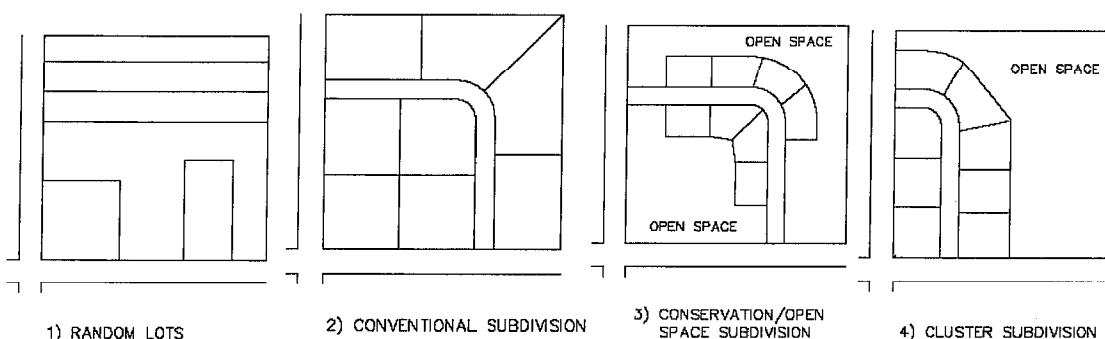 OPEN SPACE
OPEN SPACE
OPEN SPACE
1) RANDOM LOTS
2) CONVENTIONAL SUBDIVISION
3) CONSERVATION/OPEN
SPACE SUBDIVISION
4) CLUSTER SUBDIVISION